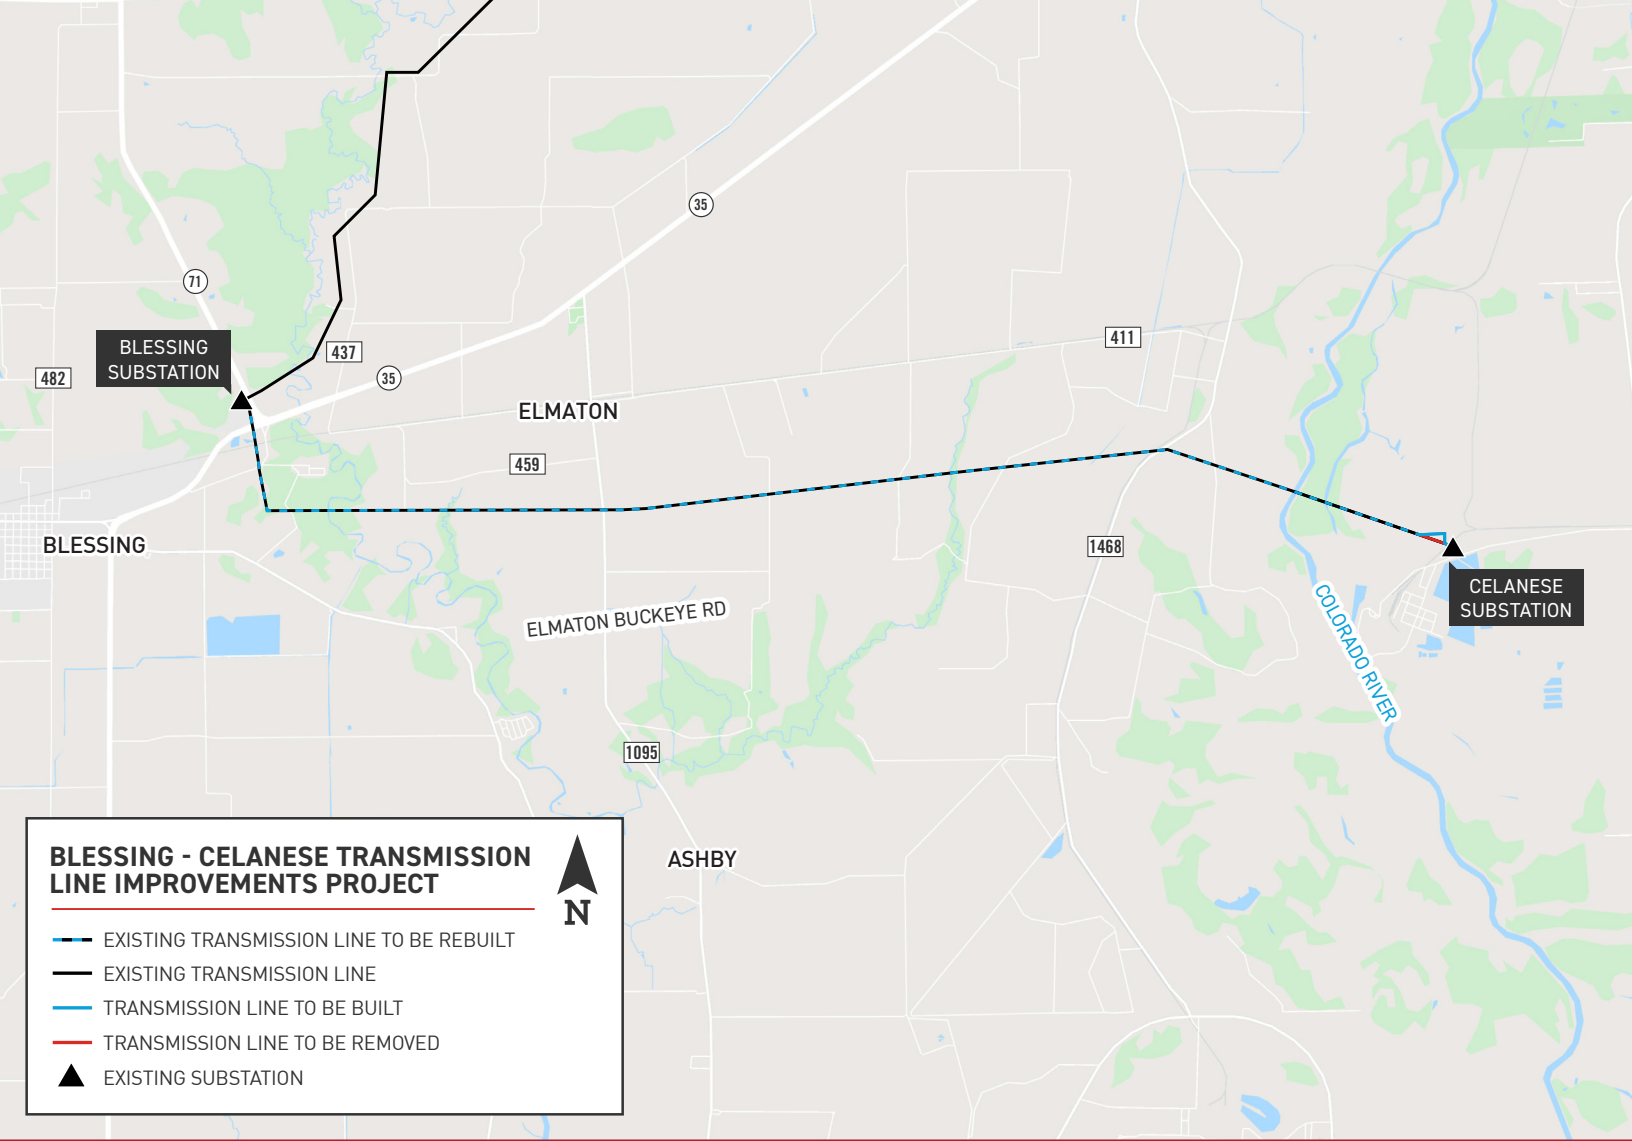 35
71
BLESSING
SUBSTATION
437
411
482
35
ELMATON
459
BLESSING
1468
CELANESE
SUBSTATION
ELMATON BUCKEYE RD
COLORADO RIVER
1095
ASHBY
BLESSING - CELANESE TRANSMISSION
LINE IMPROVEMENTS PROJECT
N
EXISTING TRANSMISSION LINE TO BE REBUILT
EXISTING TRANSMISSION LINE
TRANSMISSION LINE TO BE BUILT
TRANSMISSION LINE TO BE REMOVED
EXISTING SUBSTATION